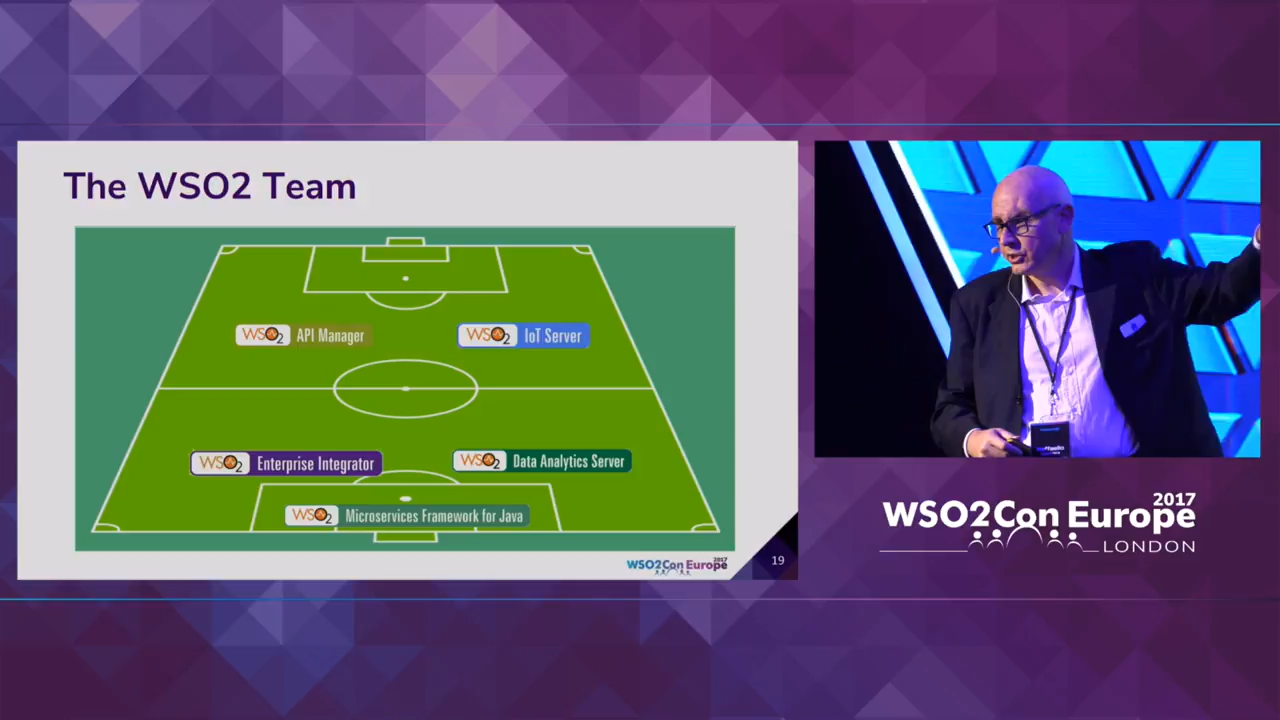 The WSO2 Team
WSO2 API Manager
WSO2 IoT Server
WSO2 Enterprise Integrator
WSO2 Data Analytics Server
WSO2 Microservices Framework for Java
WSO2Con Europe 2017
19
2017
WSO2Con Europe
LONDON